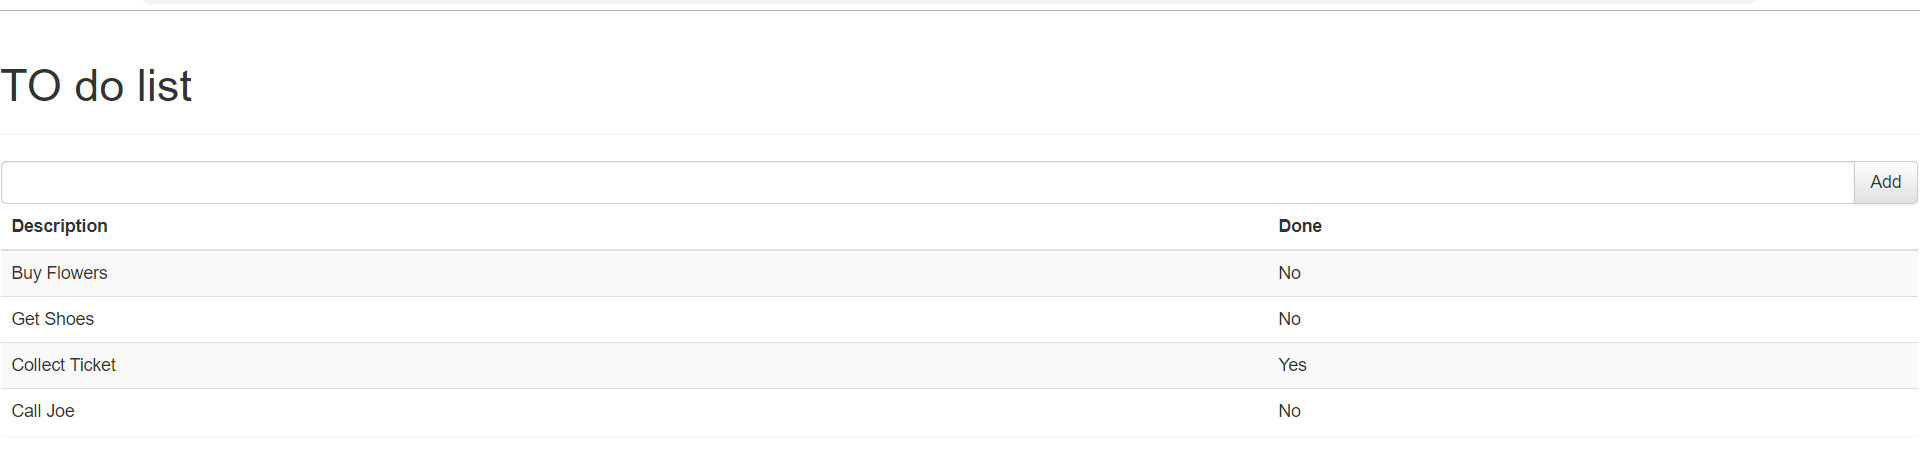 TO do list
Add
Description Done
Buy Flowers No
Get Shoes No
Collect Ticket Yes
Call Joe No